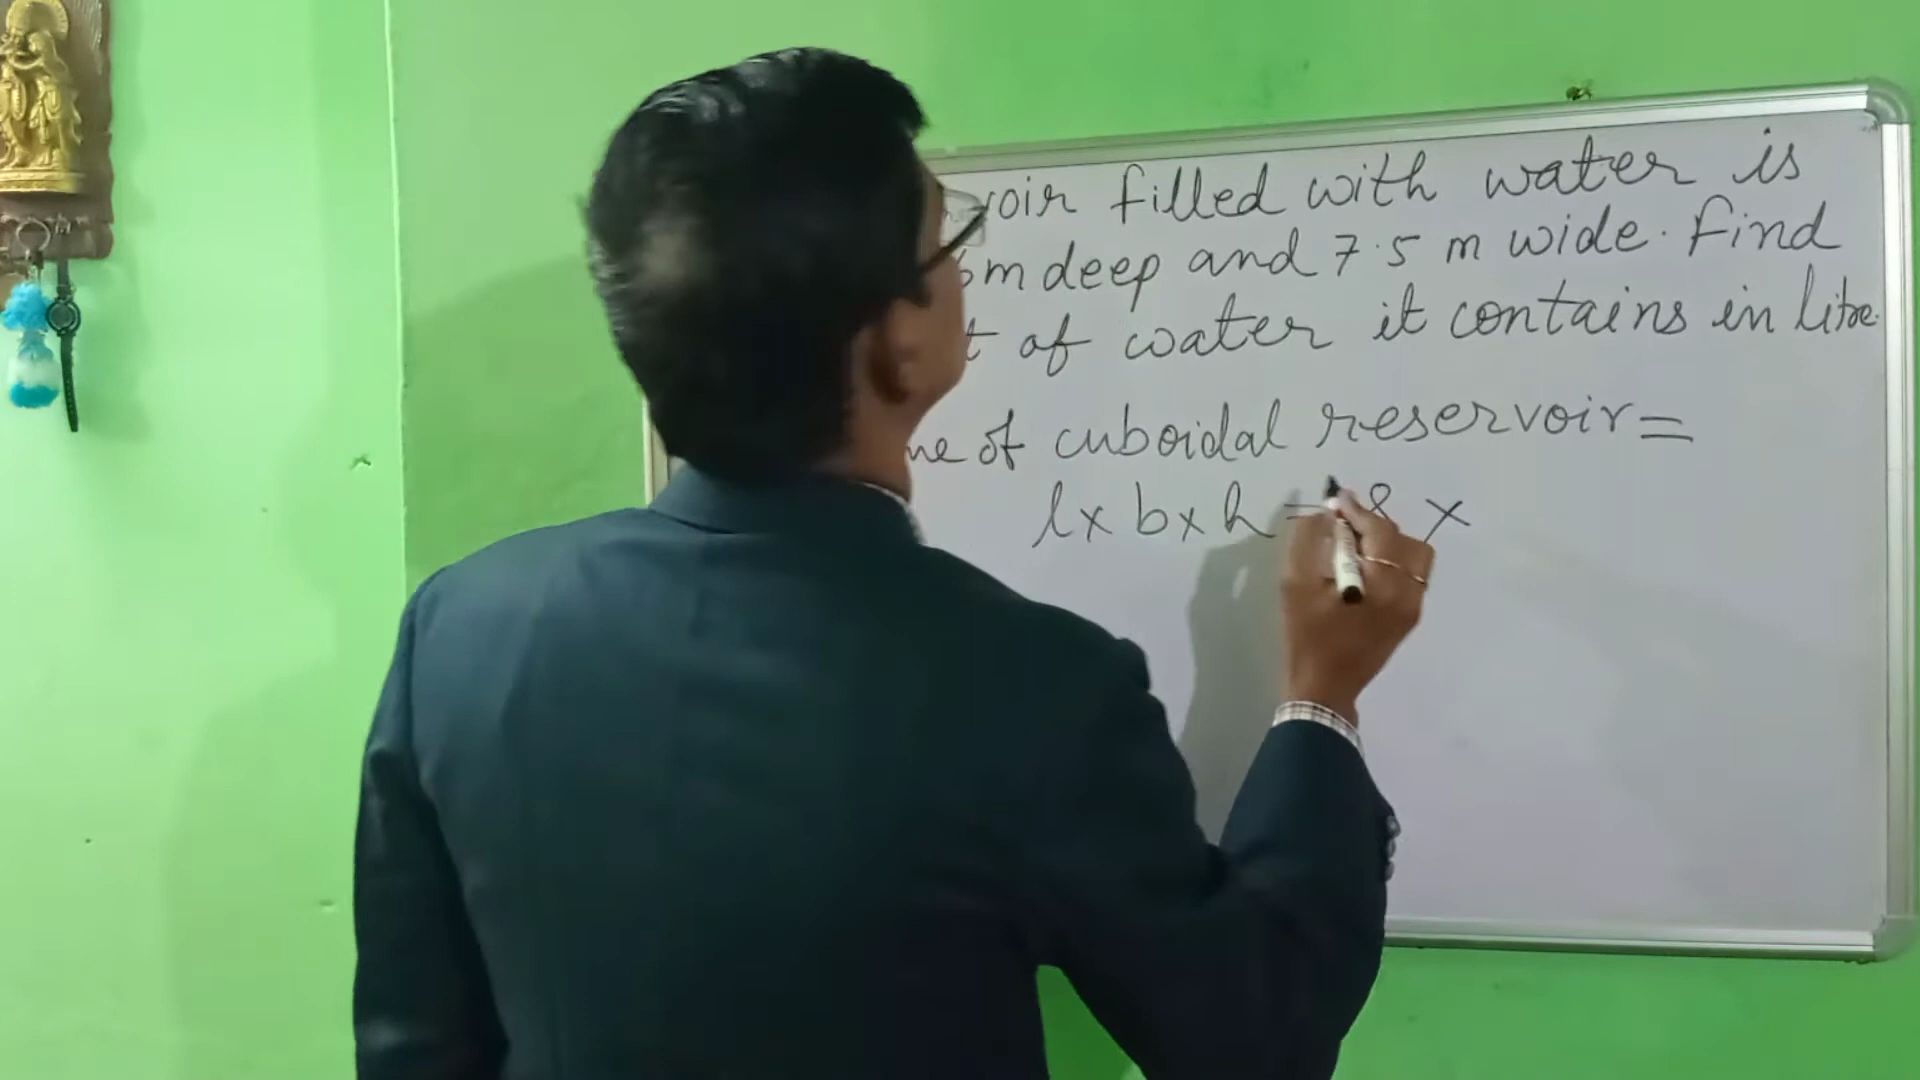 filled with water is
m deep and 7.5 m wide. Find
of water it contains in litre.
of cuboidal reservoir =
l x b x h = 8 x